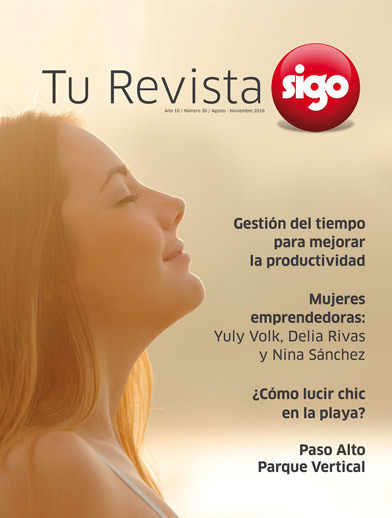 Tu Revista
sigo
Año 10 / Número 30 / Agosto - Noviembre 2016
Gestión del tiempo
para mejorar
la productividad
Mujeres
emprendedoras:
Yuly Volk, Delia Rivas
y Nina Sánchez
¿Cómo lucir chic
en la playa?
Paso Alto
Parque Vertical